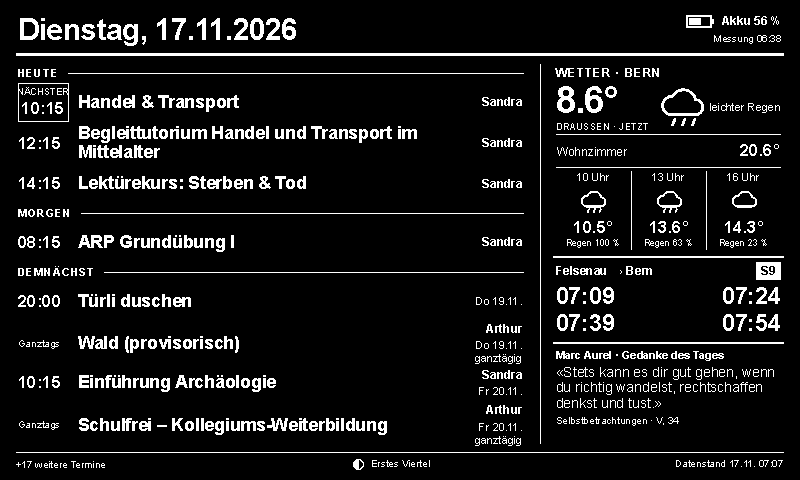 Dienstag, 17.11.2026
Akku 56 %
Messung 06:38
HEUTE
NÄCHSTER
10:15 Handel & Transport Sandra
12:15 Begleittutorium Handel und Transport im
Mittelalter Sandra
14:15 Lektürekurs: Sterben & Tod Sandra
MORGEN
08:15 ARP Grundübung I Sandra
DEMNÄCHST
20:00 Türli duschen Do 19.11.
Ganztags Wald (provisorisch) Arthur
Do 19.11.
ganztägig
10:15 Einführung Archäologie Sandra
Fr 20.11.
Ganztags Schulfrei – Kollegiums-Weiterbildung Arthur
Fr 20.11.
ganztägig
WETTER · BERN
8.6° leichter Regen
DRAUSSEN · JETZT
Wohnzimmer 20.6°
10 Uhr 13 Uhr 16 Uhr
10.5° 13.6° 14.3°
Regen 100 % Regen 63 % Regen 23 %
Felsenau › Bern S9
07:09 07:24
07:39 07:54
Marc Aurel · Gedanke des Tages
«Stets kann es dir gut gehen, wenn
du richtig wandelst, rechtschaffen
denkst und tust.»
Selbstbetrachtungen · V, 34
+17 weitere Termine
Erstes Viertel
Datenstand 17.11. 07:07